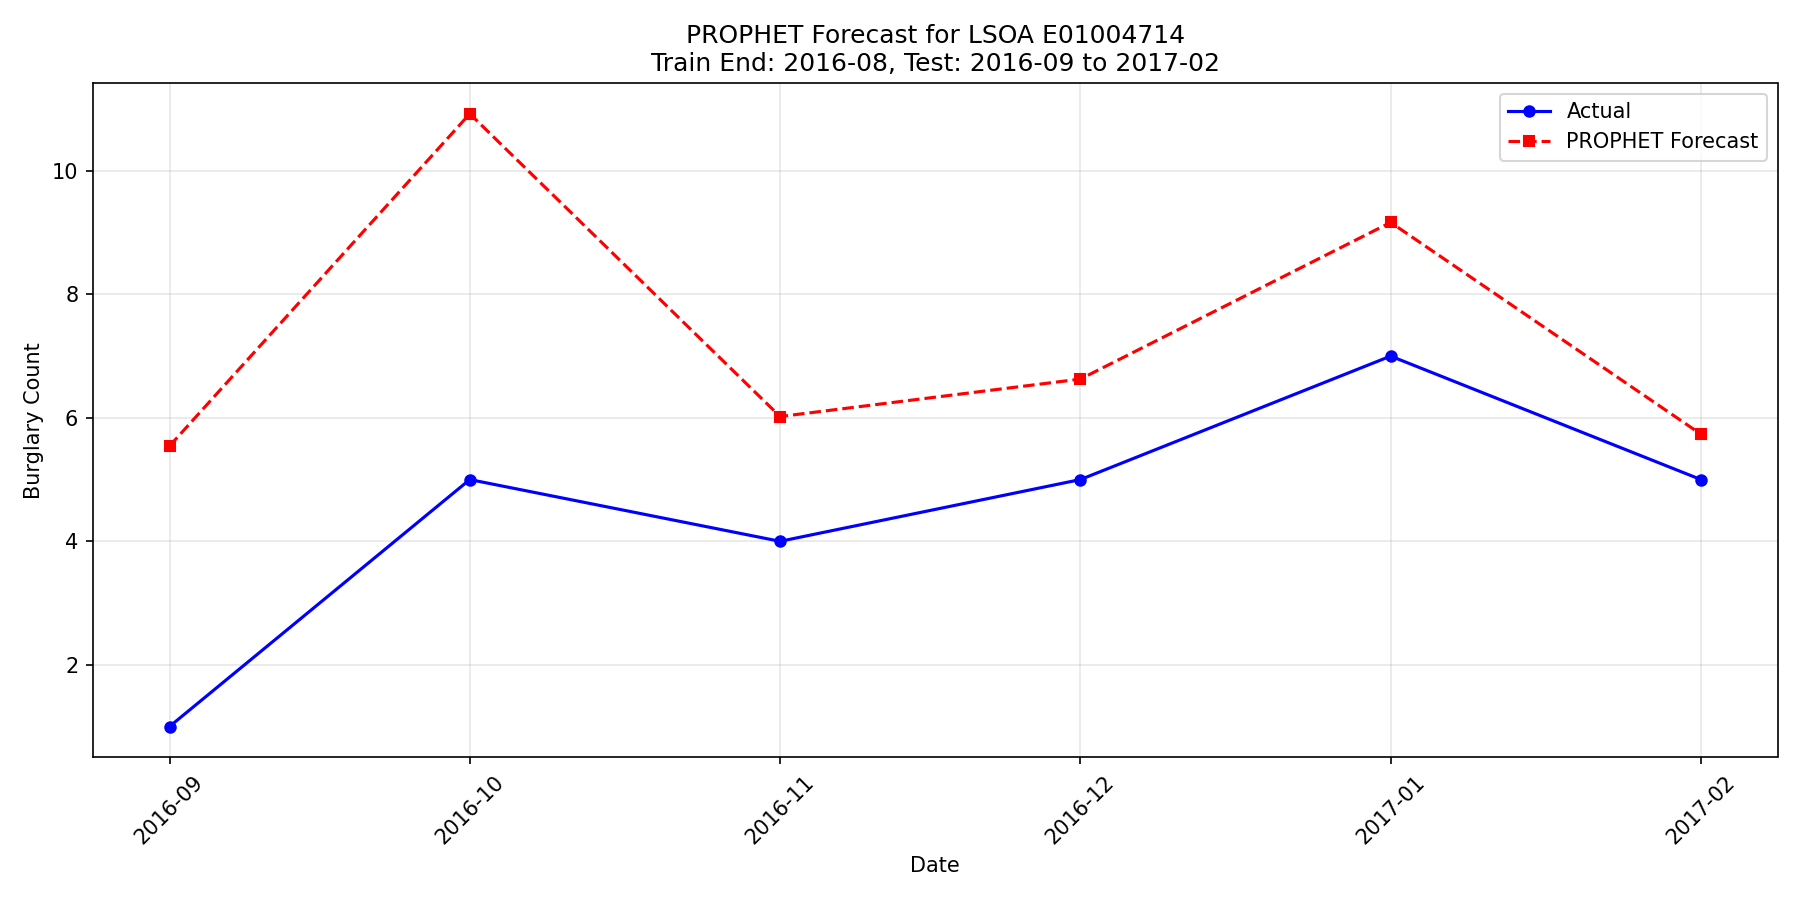 PROPHET Forecast for LSOA E01004714
Train End: 2016-08, Test: 2016-09 to 2017-02
Actual
PROPHET Forecast
Burglary Count
10
8
6
4
2
2016-09
2016-10
2016-11
2016-12
2017-01
2017-02
Date